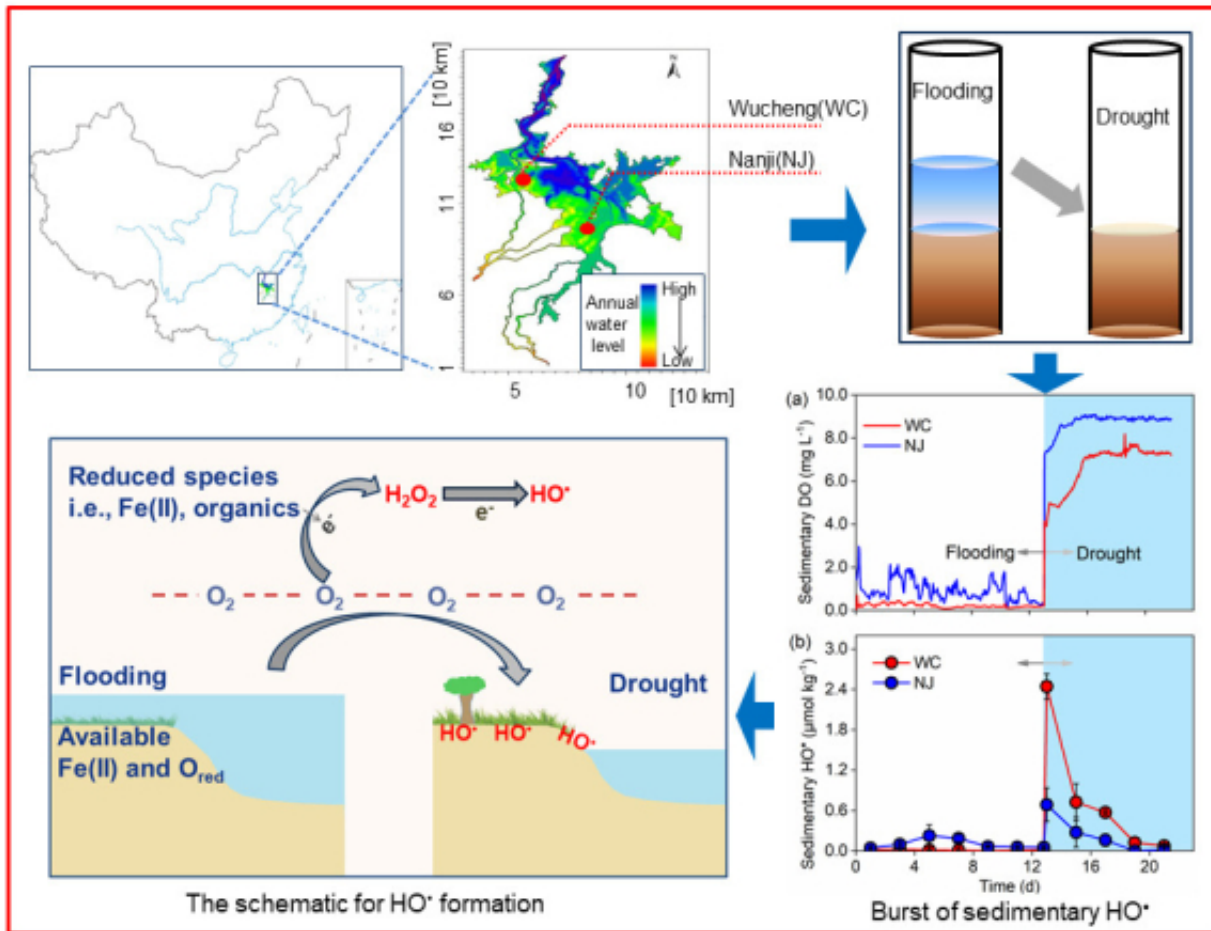 N
[10 km]
16
11
6
1
5
10
[10 km]
Wucheng(WC)
Nanji(NJ)
Annual
water
level
High
Low
Flooding
Drought
(a)
10.0
8.0
6.0
4.0
2.0
0.0
Sedimentary DO (mg L⁻¹)
WC
NJ
Flooding
Drought
(b)
3.0
2.4
1.8
1.2
0.6
0.0
Sedimentary HO• (μmol kg⁻¹)
WC
NJ
0 4 8 12 16 20
Time (d)
Burst of sedimentary HO•
Reduced species
i.e., Fe(II), organics
e⁻
H₂O₂
HO•
e⁻
O₂ O₂ O₂ O₂
Flooding
Drought
Available
Fe(II) and O_red
HO• HO• HO•
The schematic for HO• formation